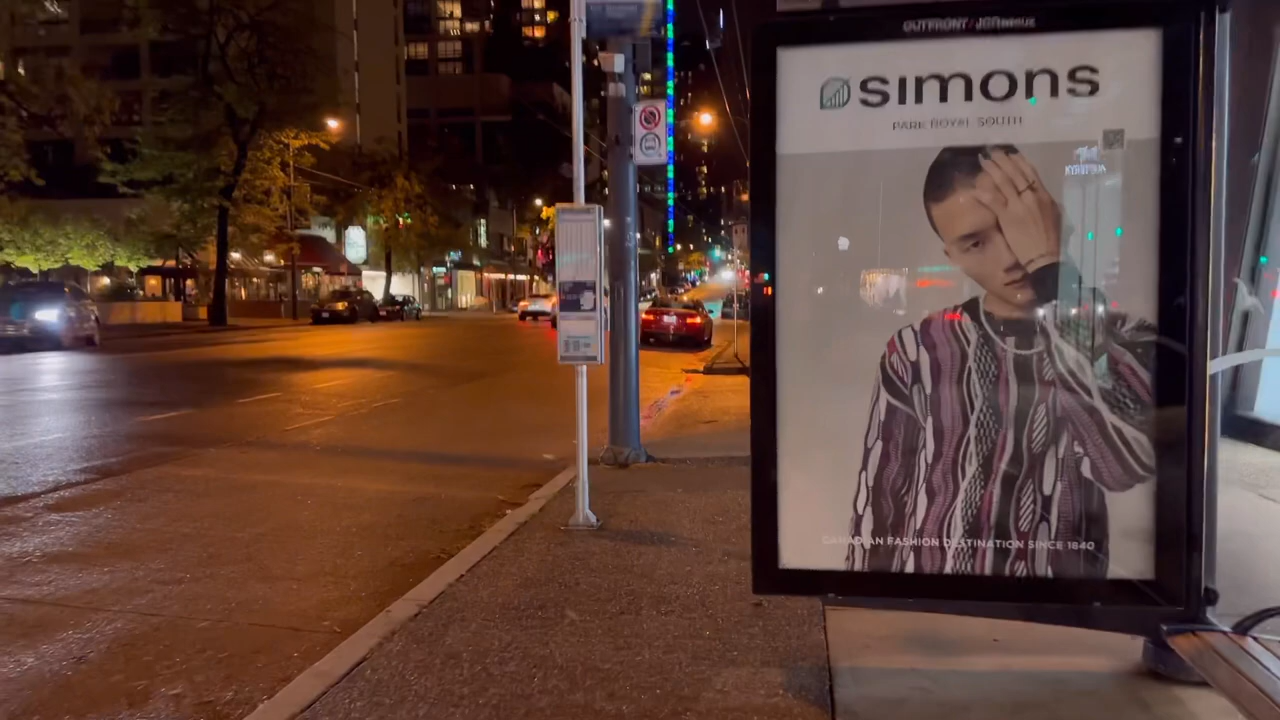 OUTFRONT / JCDecaux
simons
PARK ROYAL SOUTH
CANADIAN FASHION DESTINATION SINCE 1840